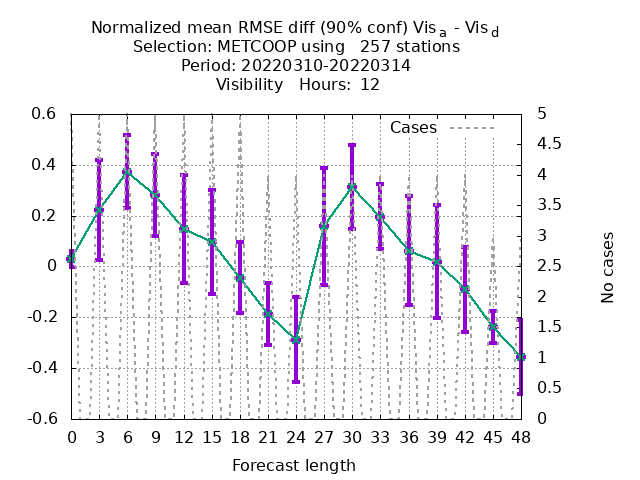 Normalized mean RMSE diff (90% conf) Vis a - Vis d
Selection: METCOOP using 257 stations
Period: 20220310-20220314
Visibility Hours: 12
Cases
0.6
0.4
0.2
0
-0.2
-0.4
-0.6
5
4.5
4
3.5
3
2.5
2
1.5
1
0.5
0
No cases
0 3 6 9 12 15 18 21 24 27 30 33 36 39 42 45 48
Forecast length